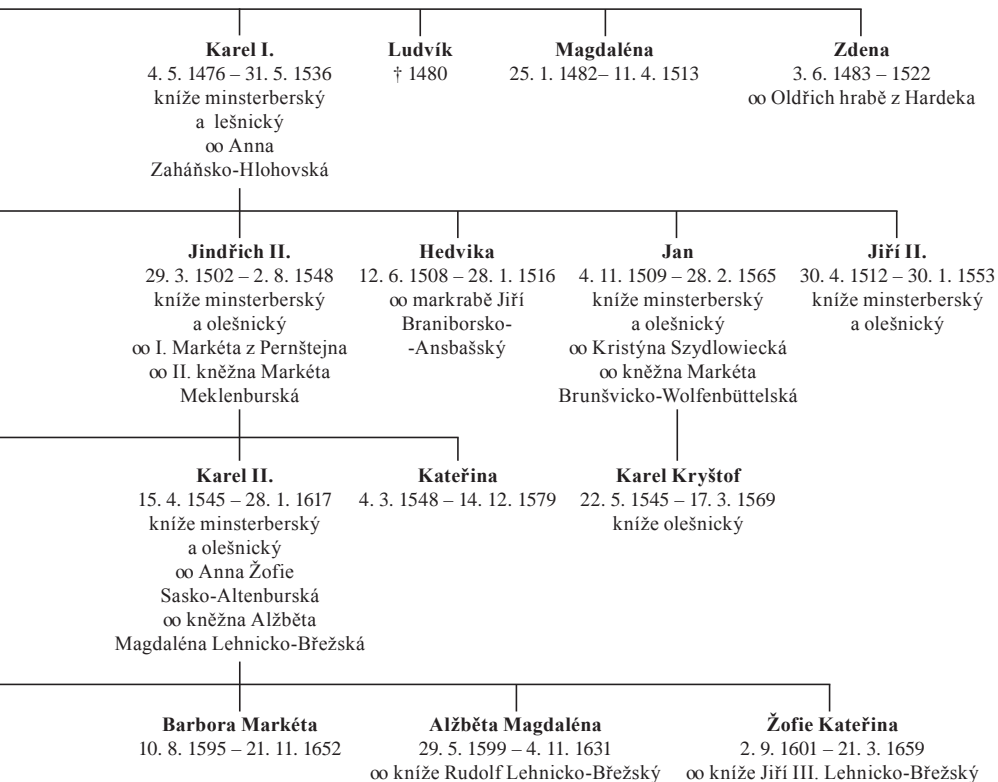 Karel I.
4. 5. 1476 – 31. 5. 1536
kníže minsterberský
a lešnický
oo Anna
Zaháňsko-Hlohovská
Ludvík
† 1480
Magdaléna
25. 1. 1482– 11. 4. 1513
Zdena
3. 6. 1483 – 1522
oo Oldřich hrabě z Hardeka
Jindřich II.
29. 3. 1502 – 2. 8. 1548
kníže minsterberský
a olešnický
oo I. Markéta z Pernštejna
oo II. kněžna Markéta
Meklenburská
Hedvika
12. 6. 1508 – 28. 1. 1516
oo markrabě Jiří
Braniborsko-
-Ansbašský
Jan
4. 11. 1509 – 28. 2. 1565
kníže minsterberský
a olešnický
oo Kristýna Szydlowiecká
oo kněžna Markéta
Brunšvicko-Wolfenbüttelská
Jiří II.
30. 4. 1512 – 30. 1. 1553
kníže minsterberský
a olešnický
Karel II.
15. 4. 1545 – 28. 1. 1617
kníže minsterberský
a olešnický
oo Anna Žofie
Sasko-Altenburská
oo kněžna Alžběta
Magdaléna Lehnicko-Břežská
Kateřina
4. 3. 1548 – 14. 12. 1579
Karel Kryštof
22. 5. 1545 – 17. 3. 1569
kníže olešnický
Barbora Markéta
10. 8. 1595 – 21. 11. 1652
Alžběta Magdaléna
29. 5. 1599 – 4. 11. 1631
oo kníže Rudolf Lehnicko-Břežský
Žofie Kateřina
2. 9. 1601 – 21. 3. 1659
oo kníže Jiří III. Lehnicko-Břežský